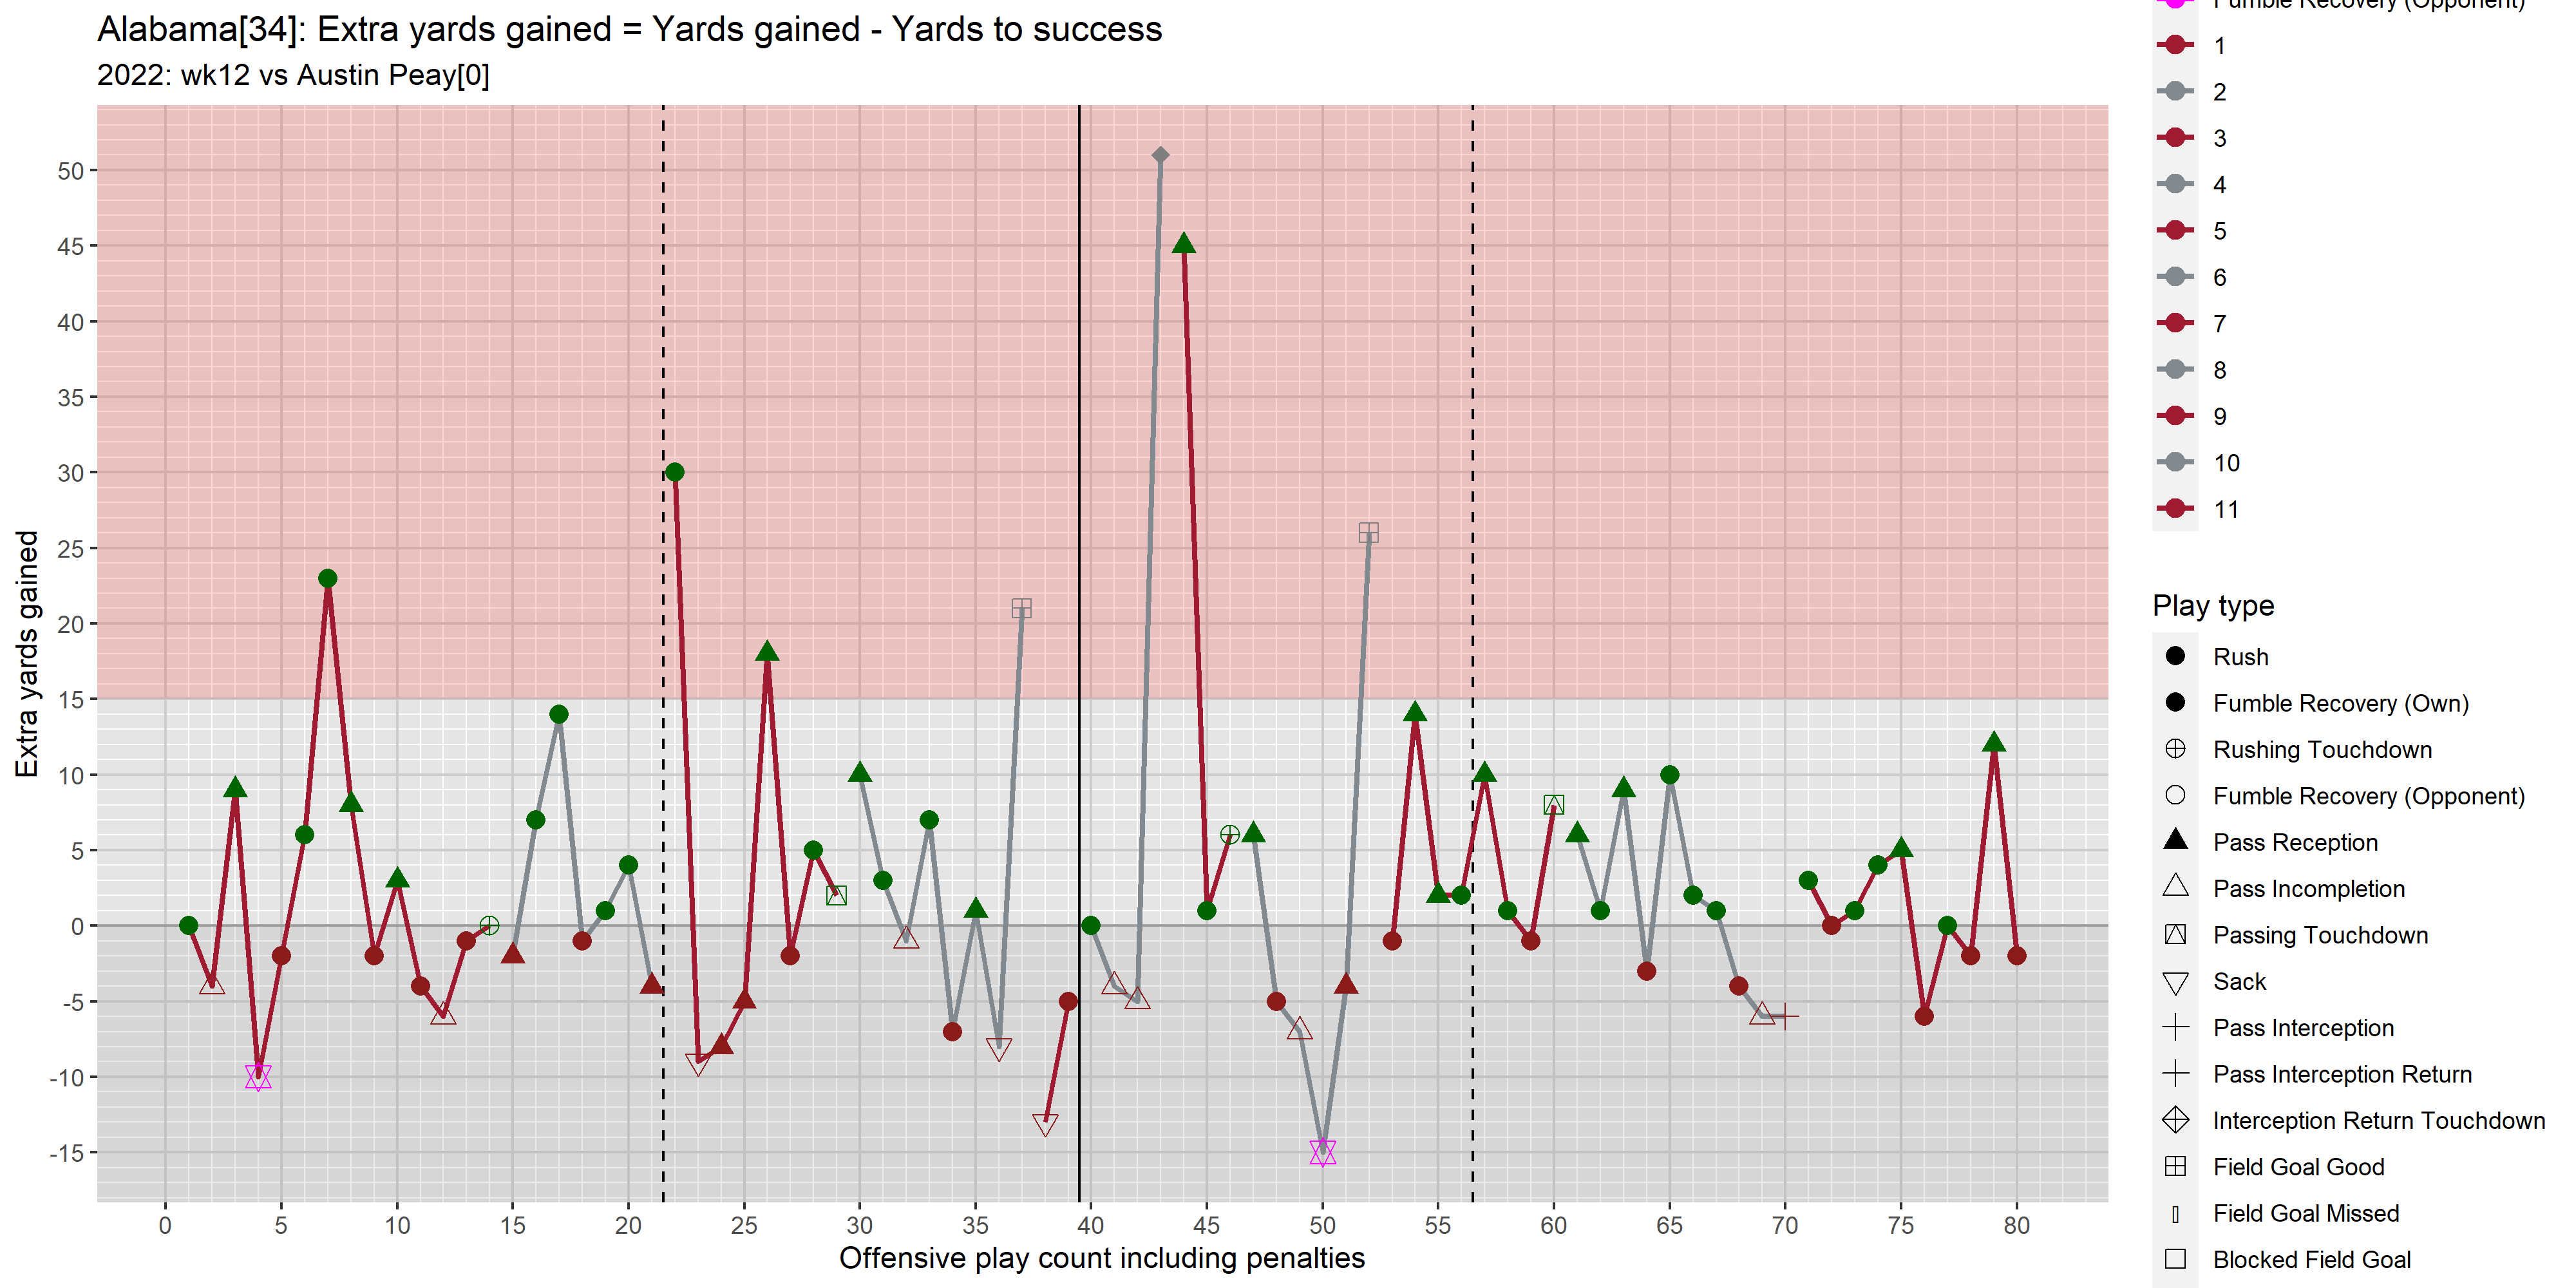 Alabama[34]: Extra yards gained = Yards gained - Yards to success
2022: wk12 vs Austin Peay[0]
Extra yards gained
50
45
40
35
30
25
20
15
10
5
0
-5
-10
-15
0 5 10 15 20 25 30 35 40 45 50 55 60 65 70 75 80
Offensive play count including penalties
Fumble Recovery (Opponent)
1
2
3
4
5
6
7
8
9
10
11
Play type
Rush
Fumble Recovery (Own)
Rushing Touchdown
Fumble Recovery (Opponent)
Pass Reception
Pass Incompletion
Passing Touchdown
Sack
Pass Interception
Pass Interception Return
Interception Return Touchdown
Field Goal Good
Field Goal Missed
Blocked Field Goal